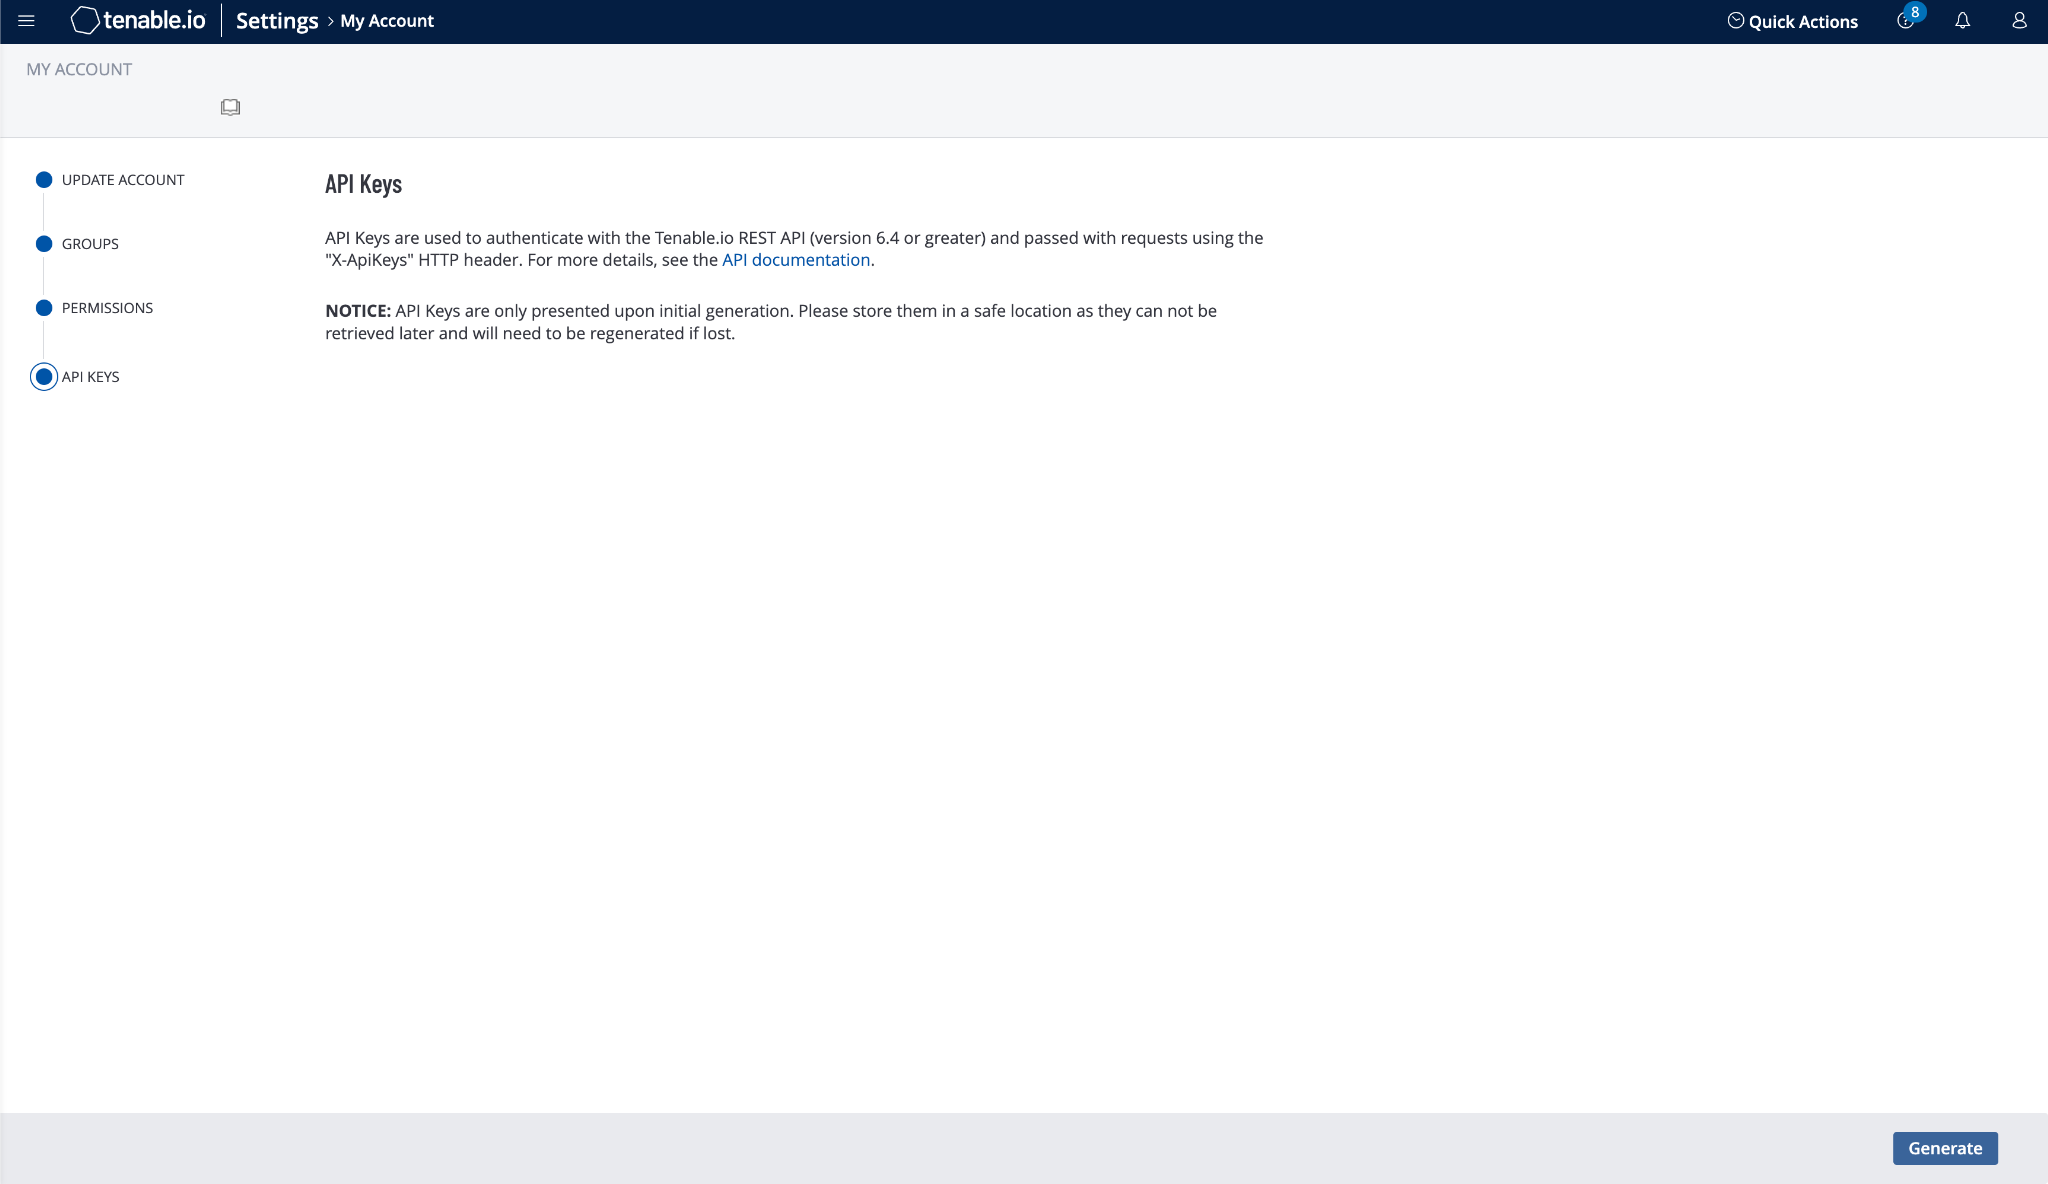 tenable.io Settings > My Account Quick Actions 8
MY ACCOUNT
UPDATE ACCOUNT
GROUPS
PERMISSIONS
API KEYS
API Keys
API Keys are used to authenticate with the Tenable.io REST API (version 6.4 or greater) and passed with requests using the
"X-ApiKeys" HTTP header. For more details, see the API documentation.
NOTICE: API Keys are only presented upon initial generation. Please store them in a safe location as they can not be
retrieved later and will need to be regenerated if lost.
Generate